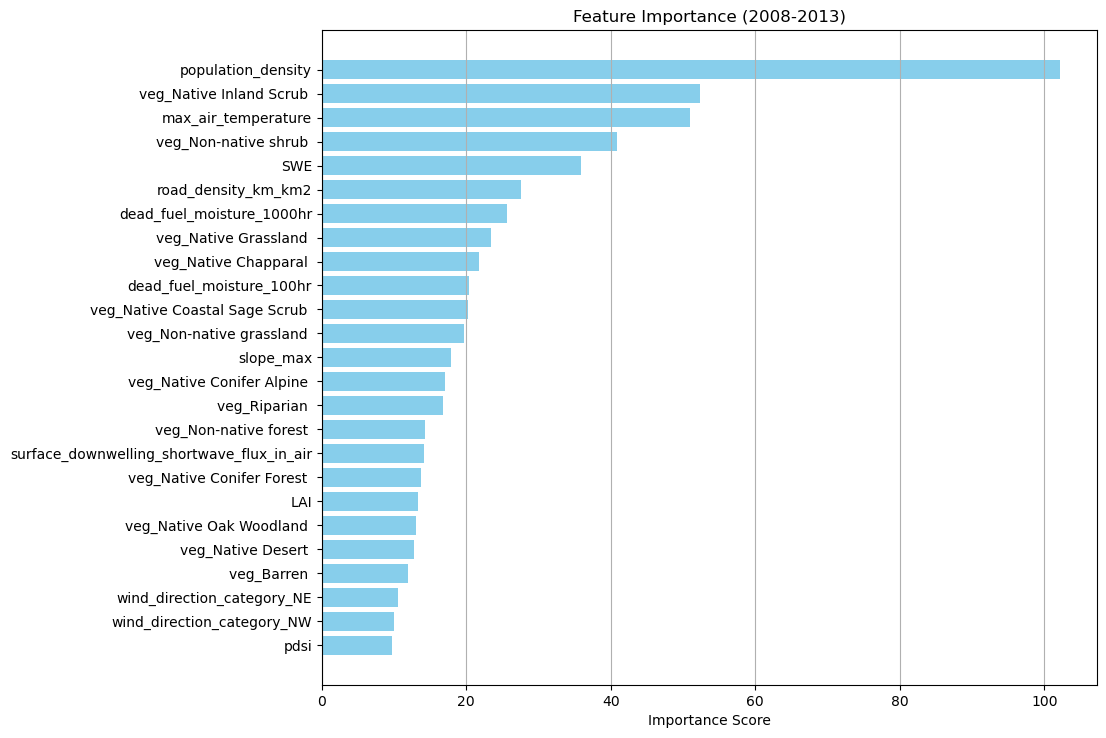 Feature Importance (2008-2013)
population_density
veg_Native Inland Scrub
max_air_temperature
veg_Non-native shrub
SWE
road_density_km_km2
dead_fuel_moisture_1000hr
veg_Native Grassland
veg_Native Chapparal
dead_fuel_moisture_100hr
veg_Native Coastal Sage Scrub
veg_Non-native grassland
slope_max
veg_Native Conifer Alpine
veg_Riparian
veg_Non-native forest
surface_downwelling_shortwave_flux_in_air
veg_Native Conifer Forest
LAI
veg_Native Oak Woodland
veg_Native Desert
veg_Barren
wind_direction_category_NE
wind_direction_category_NW
pdsi
0 20 40 60 80 100
Importance Score